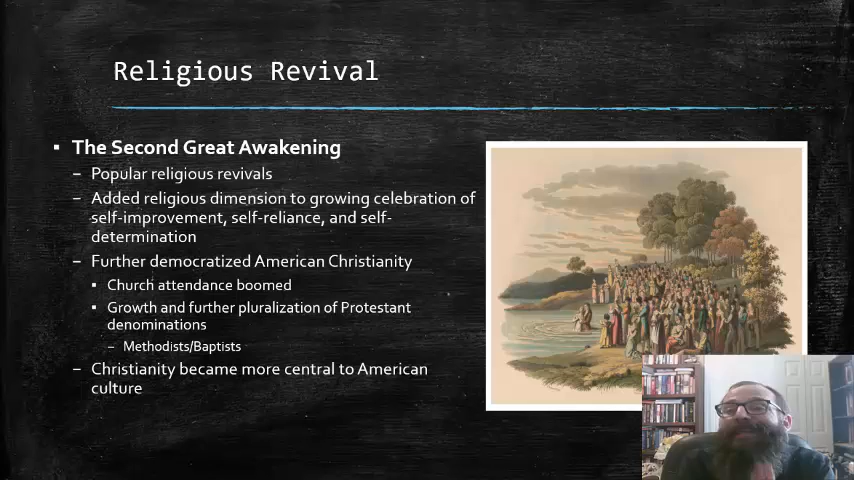 Religious Revival
▪ The Second Great Awakening
– Popular religious revivals
– Added religious dimension to growing celebration of
self-improvement, self-reliance, and self-
determination
– Further democratized American Christianity
▪ Church attendance boomed
▪ Growth and further pluralization of Protestant
denominations
– Methodists/Baptists
– Christianity became more central to American
culture